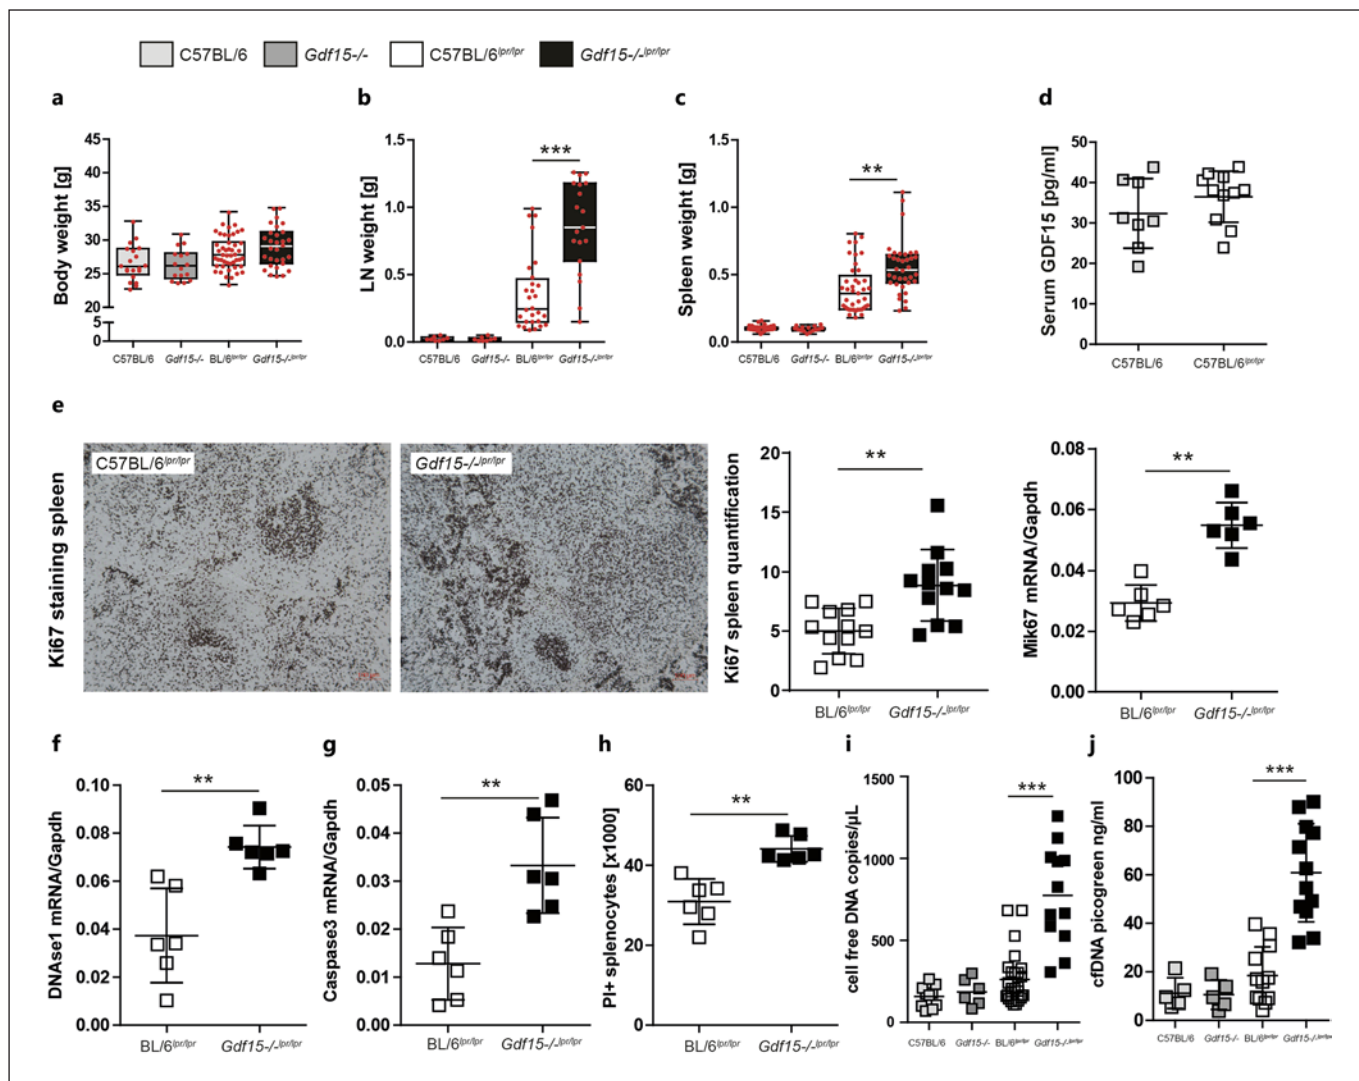 C57BL/6 Gdf15-/- C57BL/6lpr/lpr Gdf15-/-lpr/lpr
a b c d
Body weight [g]
45
40
35
30
25
20
5
0
C57BL/6 Gdf15-/- BL/6lpr/lpr Gdf15-/-lpr/lpr
LN weight [g]
1.5
1.0
0.5
0.0
***
C57BL/6 Gdf15-/- BL/6lpr/lpr Gdf15-/-lpr/lpr
Spleen weight [g]
1.5
1.0
0.5
0.0
**
C57BL/6 Gdf15-/- BL/6lpr/lpr Gdf15-/-lpr/lpr
Serum GDF15 [pg/ml]
50
40
30
20
10
0
C57BL/6 C57BL/6lpr/lpr
e
Ki67 staining spleen
C57BL/6lpr/lpr Gdf15-/-lpr/lpr
Ki67 spleen quantification
20
15
10
5
0
**
BL/6lpr/lpr Gdf15-/-lpr/lpr
Mik67 mRNA/Gapdh
0.08
0.06
0.04
0.02
0.00
**
BL/6lpr/lpr Gdf15-/-lpr/lpr
f g h i j
DNAse1 mRNA/Gapdh
0.10
0.08
0.06
0.04
0.02
0.00
**
BL/6lpr/lpr Gdf15-/-lpr/lpr
Caspase3 mRNA/Gapdh
0.05
0.04
0.03
0.02
0.01
0.00
**
BL/6lpr/lpr Gdf15-/-lpr/lpr
PI+ splenocytes [x1000]
60
40
20
0
**
BL/6lpr/lpr Gdf15-/-lpr/lpr
cell free DNA copies/µL
1500
1000
500
0
***
C57BL/6 Gdf15-/- BL/6lpr/lpr Gdf15-/-lpr/lpr
cfDNA picogreen ng/ml
100
80
60
40
20
0
***
C57BL/6 Gdf15-/- BL/6lpr/lpr Gdf15-/-lpr/lpr